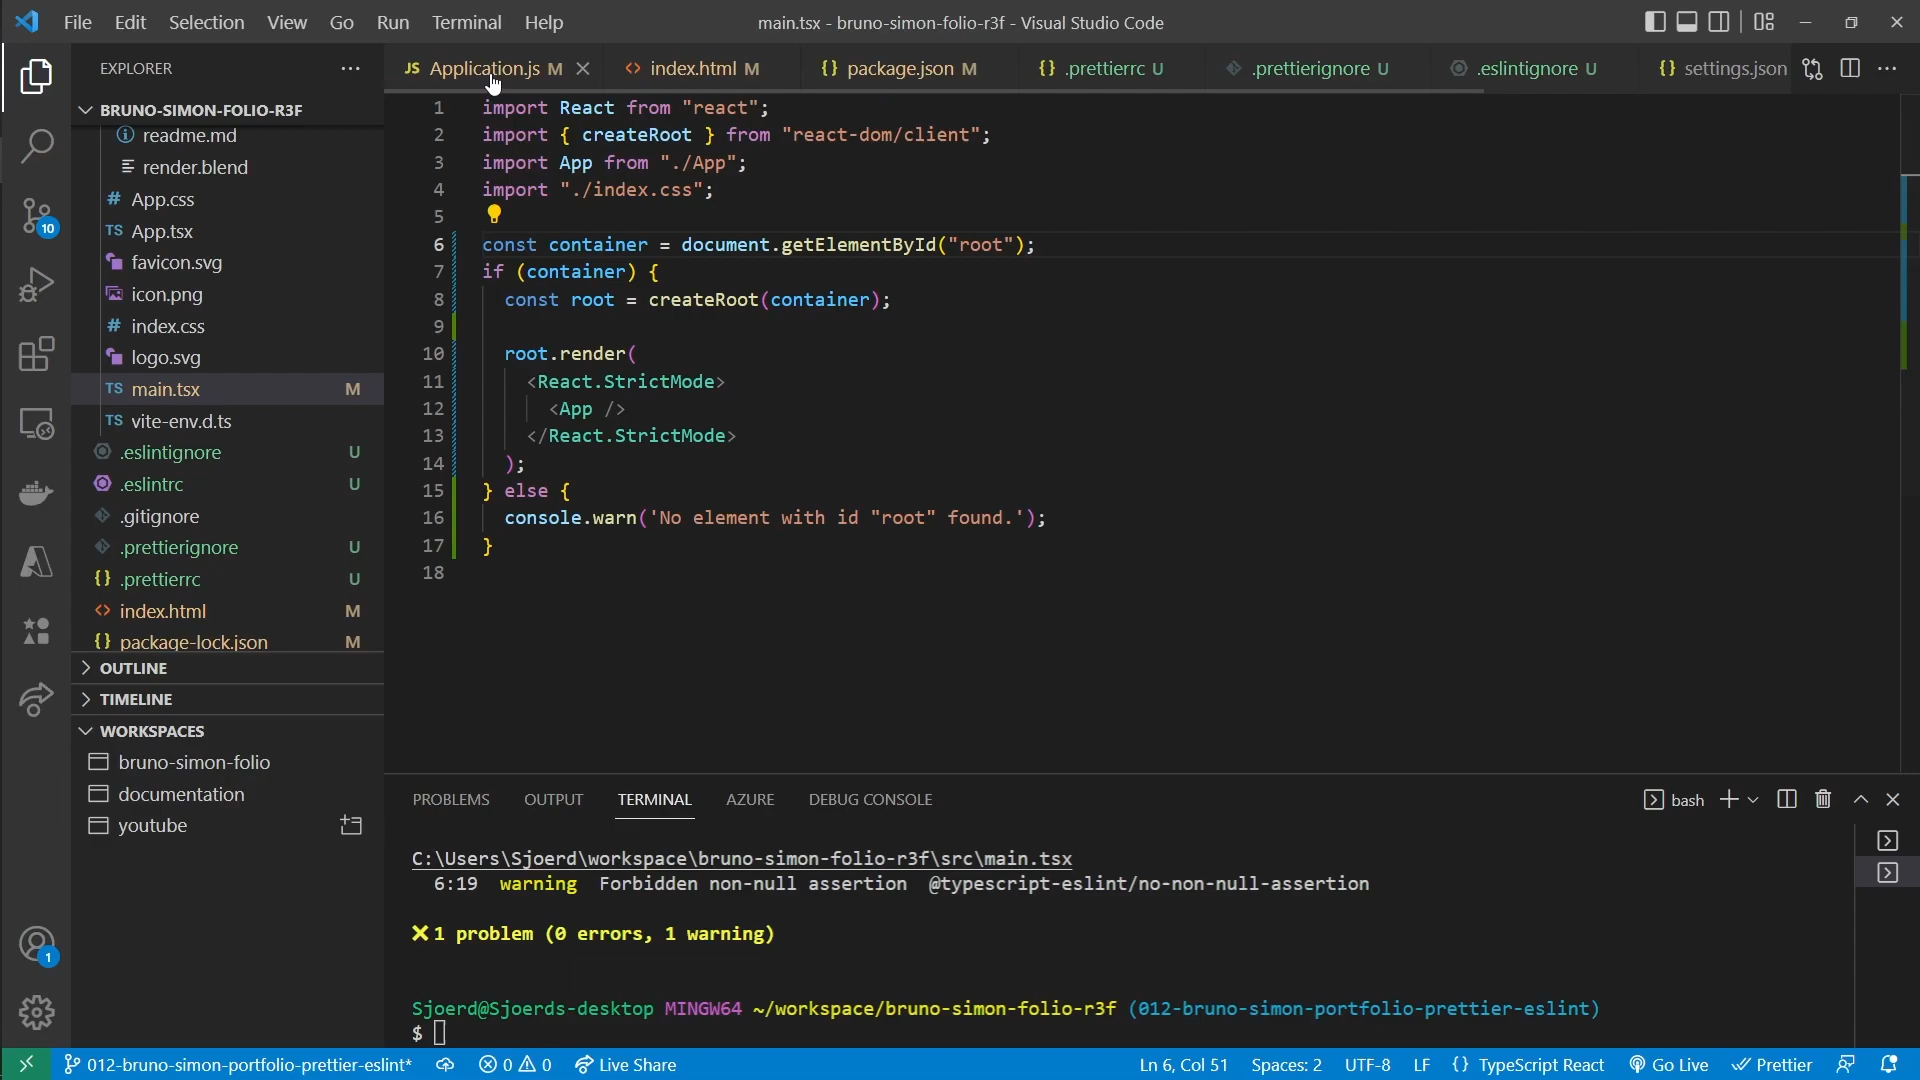 File Edit Selection View Go Run Terminal Help
main.tsx - bruno-simon-folio-r3f - Visual Studio Code
EXPLORER
JS Application.js M
<> index.html M
{} package.json M
{} .prettierrc U
.prettierignore U
.eslintignore U
{} settings.json
BRUNO-SIMON-FOLIO-R3F
readme.md
render.blend
# App.css
TS App.tsx
favicon.svg
icon.png
# index.css
logo.svg
TS main.tsx M
TS vite-env.d.ts
.eslintignore U
.eslintrc U
.gitignore
.prettierignore U
{} .prettierrc U
<> index.html M
{} package-lock.json M
OUTLINE
TIMELINE
WORKSPACES
bruno-simon-folio
documentation
youtube
10
1
1 import React from "react";
2 import { createRoot } from "react-dom/client";
3 import App from "./App";
4 import "./index.css";
5
6 const container = document.getElementById("root");
7 if (container) {
8 const root = createRoot(container);
9
10 root.render(
11 <React.StrictMode>
12 <App />
13 </React.StrictMode>
14 );
15 } else {
16 console.warn('No element with id "root" found.');
17 }
18
PROBLEMS OUTPUT TERMINAL AZURE DEBUG CONSOLE
bash
C:\Users\Sjoerd\workspace\bruno-simon-folio-r3f\src\main.tsx
6:19 warning Forbidden non-null assertion @typescript-eslint/no-non-null-assertion
✕ 1 problem (0 errors, 1 warning)
Sjoerd@Sjoerds-desktop MINGW64 ~/workspace/bruno-simon-folio-r3f (012-bruno-simon-portfolio-prettier-eslint)
$
012-bruno-simon-portfolio-prettier-eslint* 0 0 Live Share
Ln 6, Col 51 Spaces: 2 UTF-8 LF {} TypeScript React Go Live Prettier